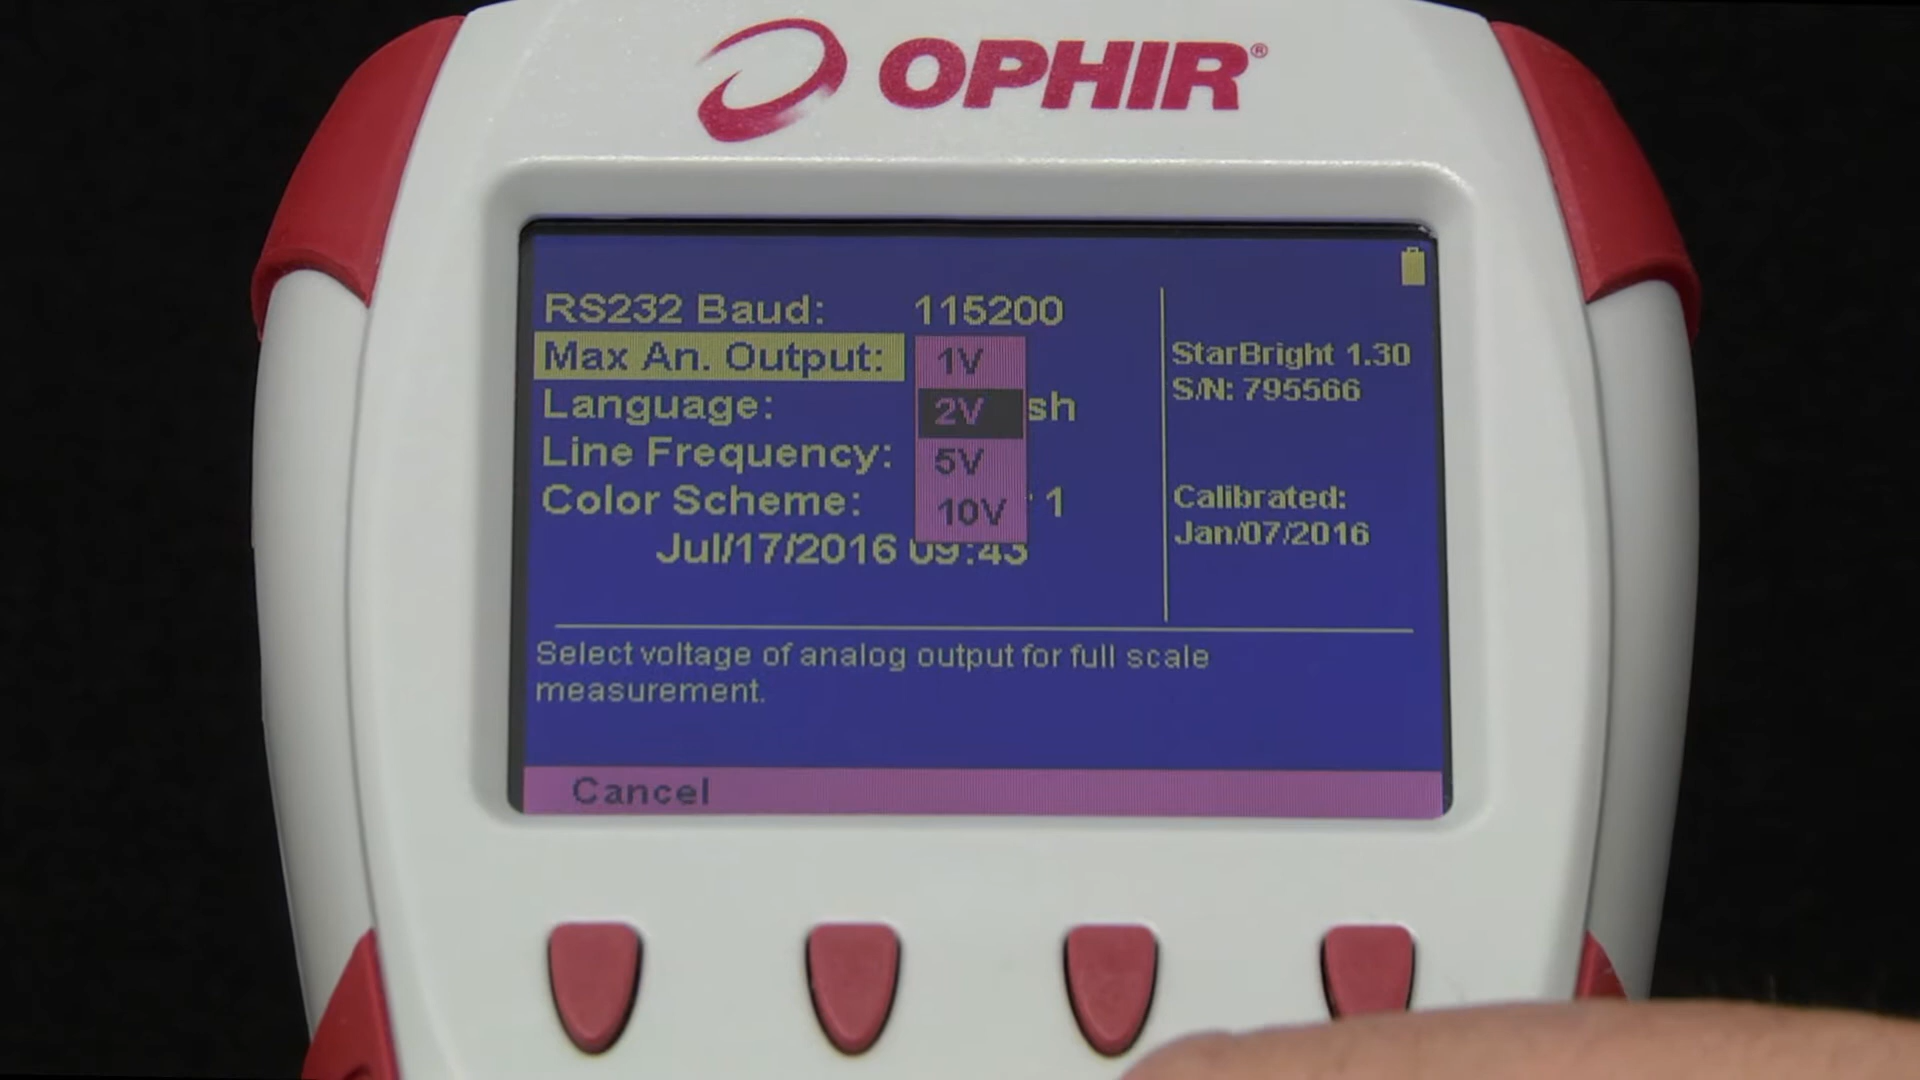 OPHIR®
RS232 Baud: 115200
Max An. Output: 1V
2V
5V
10V
Language: sh
Line Frequency:
Color Scheme: 1
Jul/17/2016 09:43
StarBright 1.30
S/N: 795566
Calibrated:
Jan/07/2016
Select voltage of analog output for full scale
measurement.
Cancel